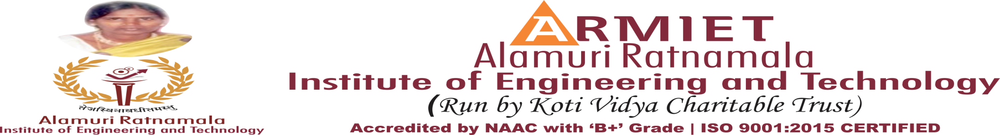 तेजस्विनावधीतमस्तु
Alamuri Ratnamala
Institute of Engineering and Technology
ARMIET
Alamuri Ratnamala
Institute of Engineering and Technology
(Run by Koti Vidya Charitable Trust)
Accredited by NAAC with ‘B+’ Grade | ISO 9001:2015 CERTIFIED